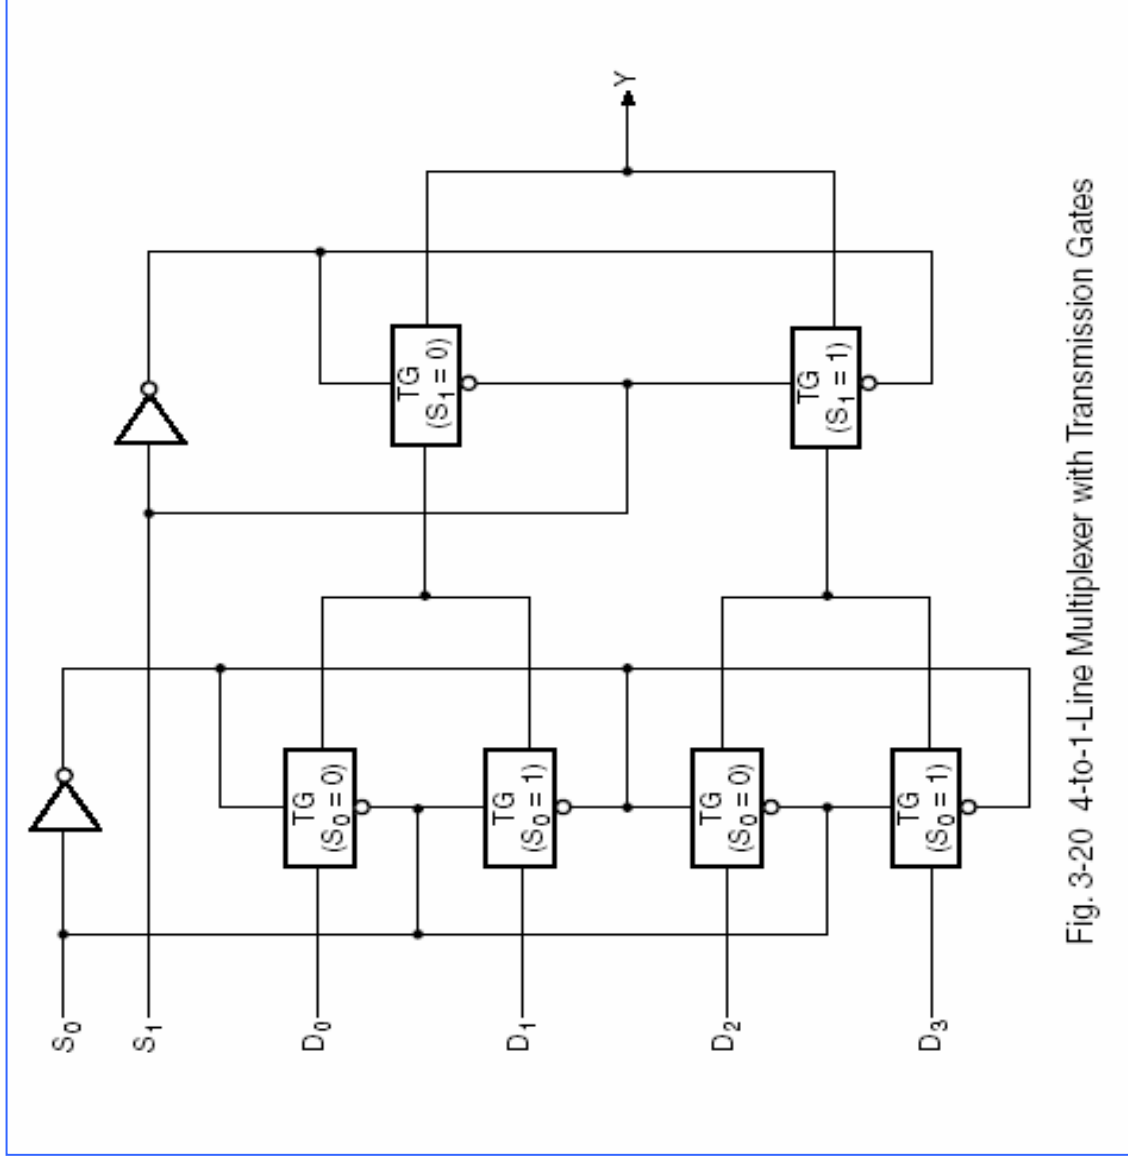 S0
S1
D0
D1
D2
D3
TG
(S0 = 0)
TG
(S0 = 1)
TG
(S0 = 0)
TG
(S0 = 1)
TG
(S1 = 0)
TG
(S1 = 1)
Y
Fig. 3-20 4-to-1-Line Multiplexer with Transmission Gates